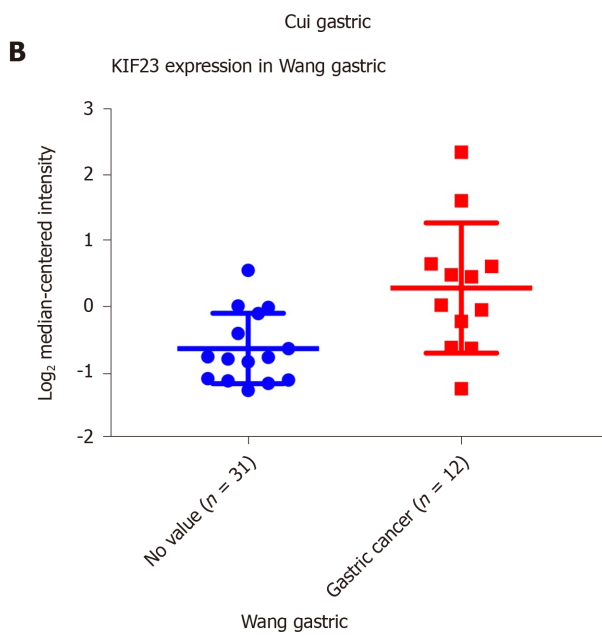 Cui gastric
B
KIF23 expression in Wang gastric
Log₂ median-centered intensity
3
2
1
0
-1
-2
No value (n = 31)
Gastric cancer (n = 12)
Wang gastric